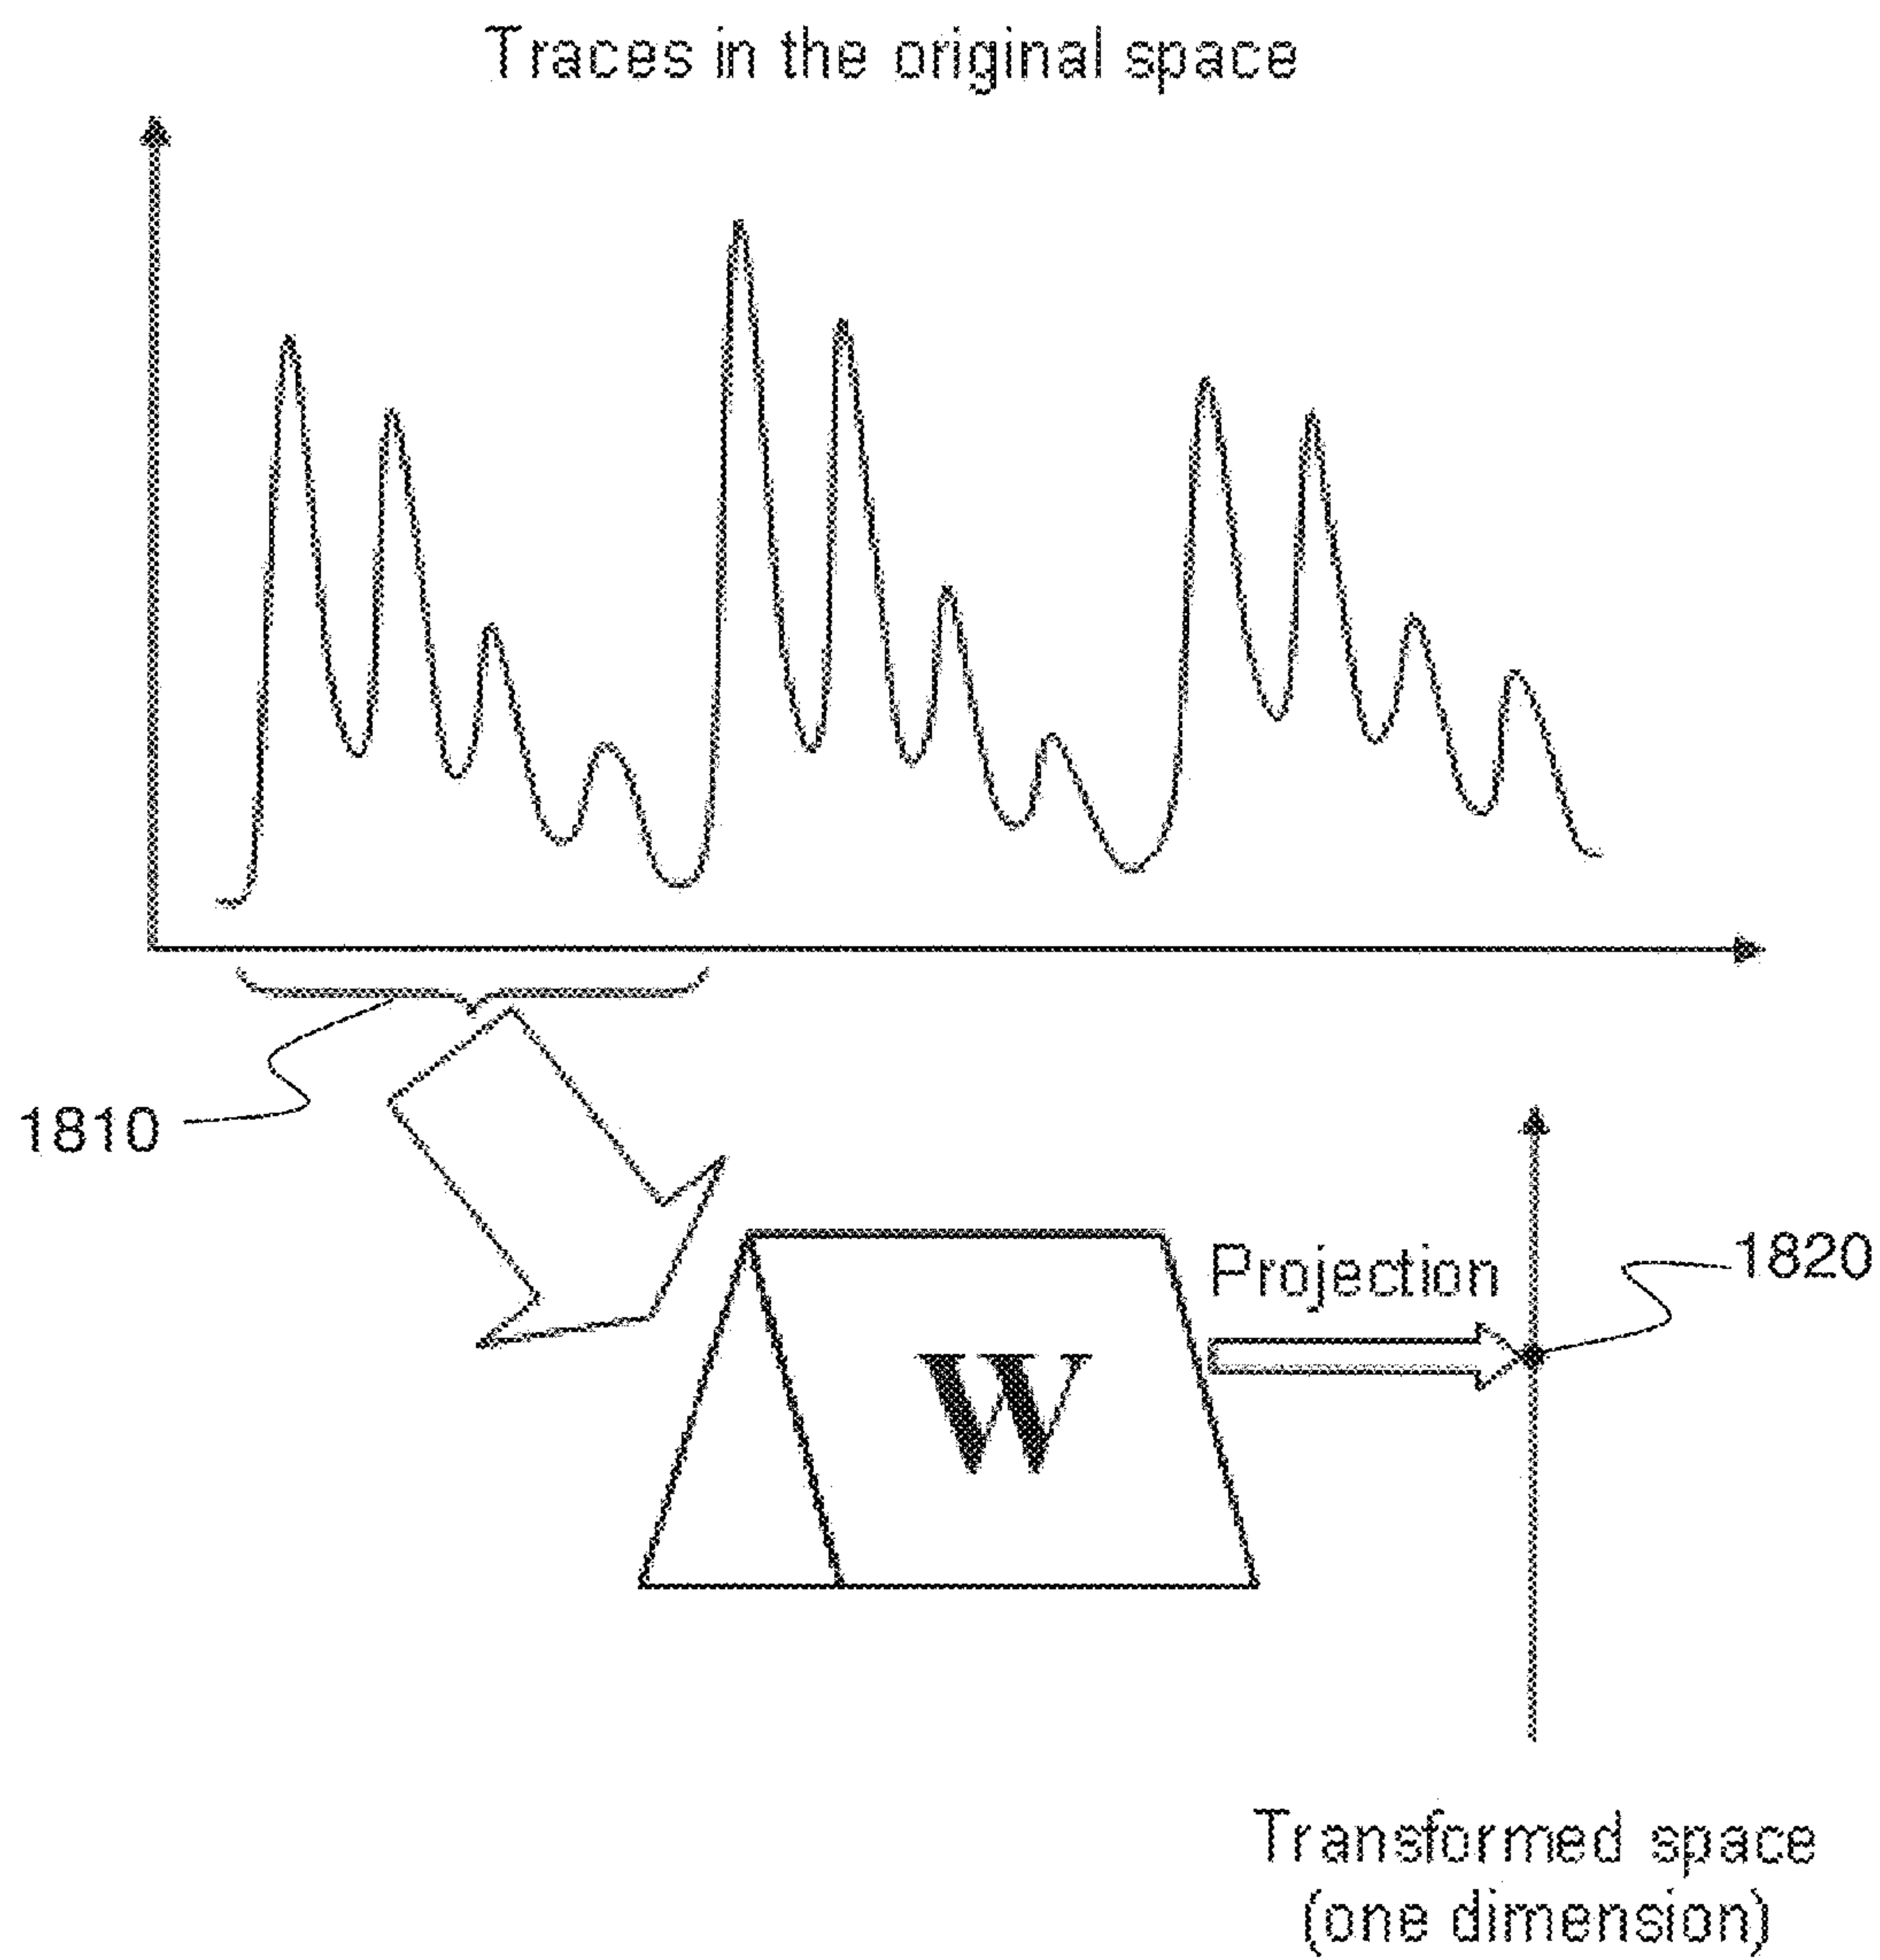 Traces in the original space
1810
Projection
1820
W
Transformed space
(one dimension)